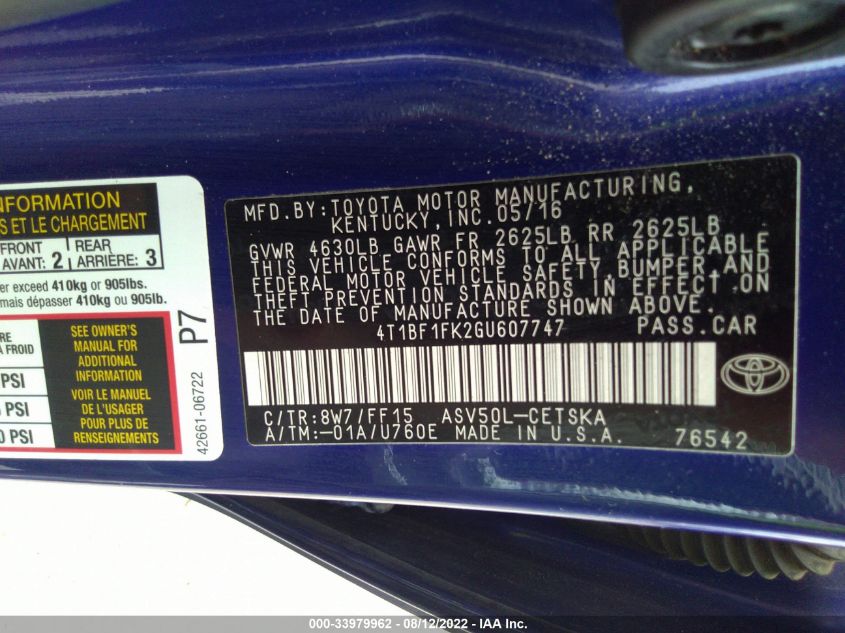 INFORMATION
S ET LE CHARGEMENT
FRONT
AVANT: 2
REAR
ARRIÈRE: 3
er exceed 410kg or 905lbs.
mais dépasser 410kg ou 905lb.
RE
A FROID
PSI
PSI
0 PSI
SEE OWNER'S
MANUAL FOR
ADDITIONAL
INFORMATION
VOIR LE MANUEL
DE L'USAGER
POUR PLUS DE
RENSEIGNEMENTS
P7
42661-06722
MFD.BY:TOYOTA MOTOR MANUFACTURING,
KENTUCKY, INC.05/16
GVWR 4630LB GAWR FR 2625LB RR 2625LB
THIS VEHICLE CONFORMS TO ALL APPLICABLE
FEDERAL MOTOR VEHICLE SAFETY,BUMPER,AND
THEFT PREVENTION STANDARDS IN EFFECT ON
THE DATE OF MANUFACTURE SHOWN ABOVE.
4T1BF1FK2GU607747 PASS.CAR
C/TR:8W7/FF15 ASV50L-CETSKA
A/TM:-01A/U760E MADE IN U.S.A. 76542
000-33979962 - 08/12/2022 - IAA Inc.